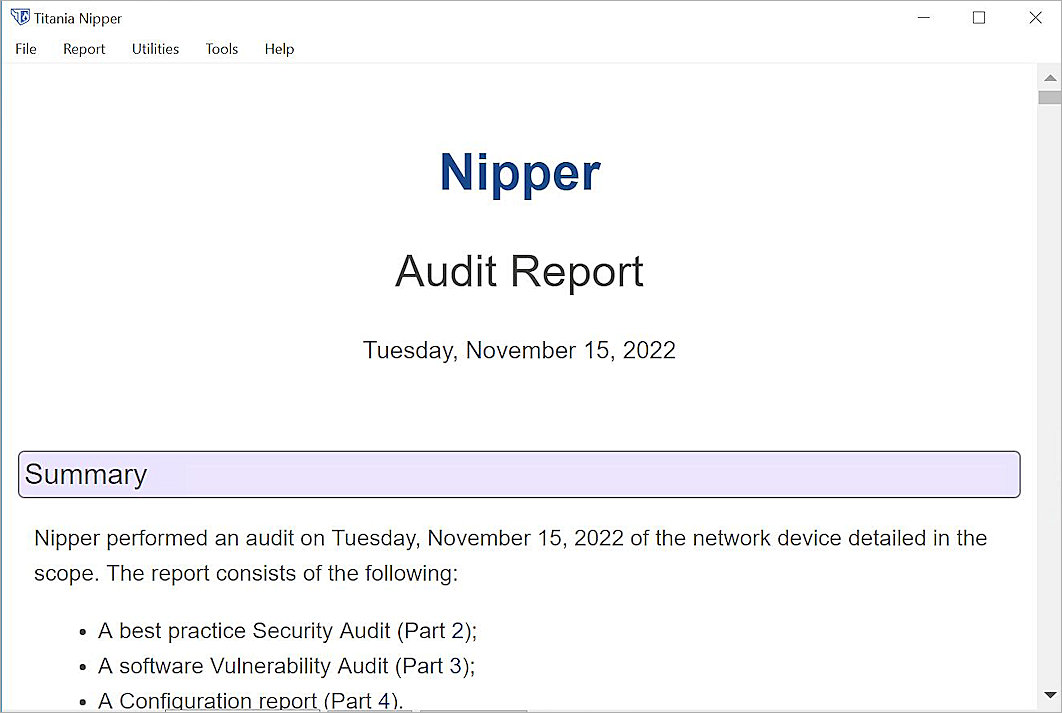 Titania Nipper
File Report Utilities Tools Help
Nipper
Audit Report
Tuesday, November 15, 2022
Summary
Nipper performed an audit on Tuesday, November 15, 2022 of the network device detailed in the
scope. The report consists of the following:
• A best practice Security Audit (Part 2);
• A software Vulnerability Audit (Part 3);
• A Configuration report (Part 4).